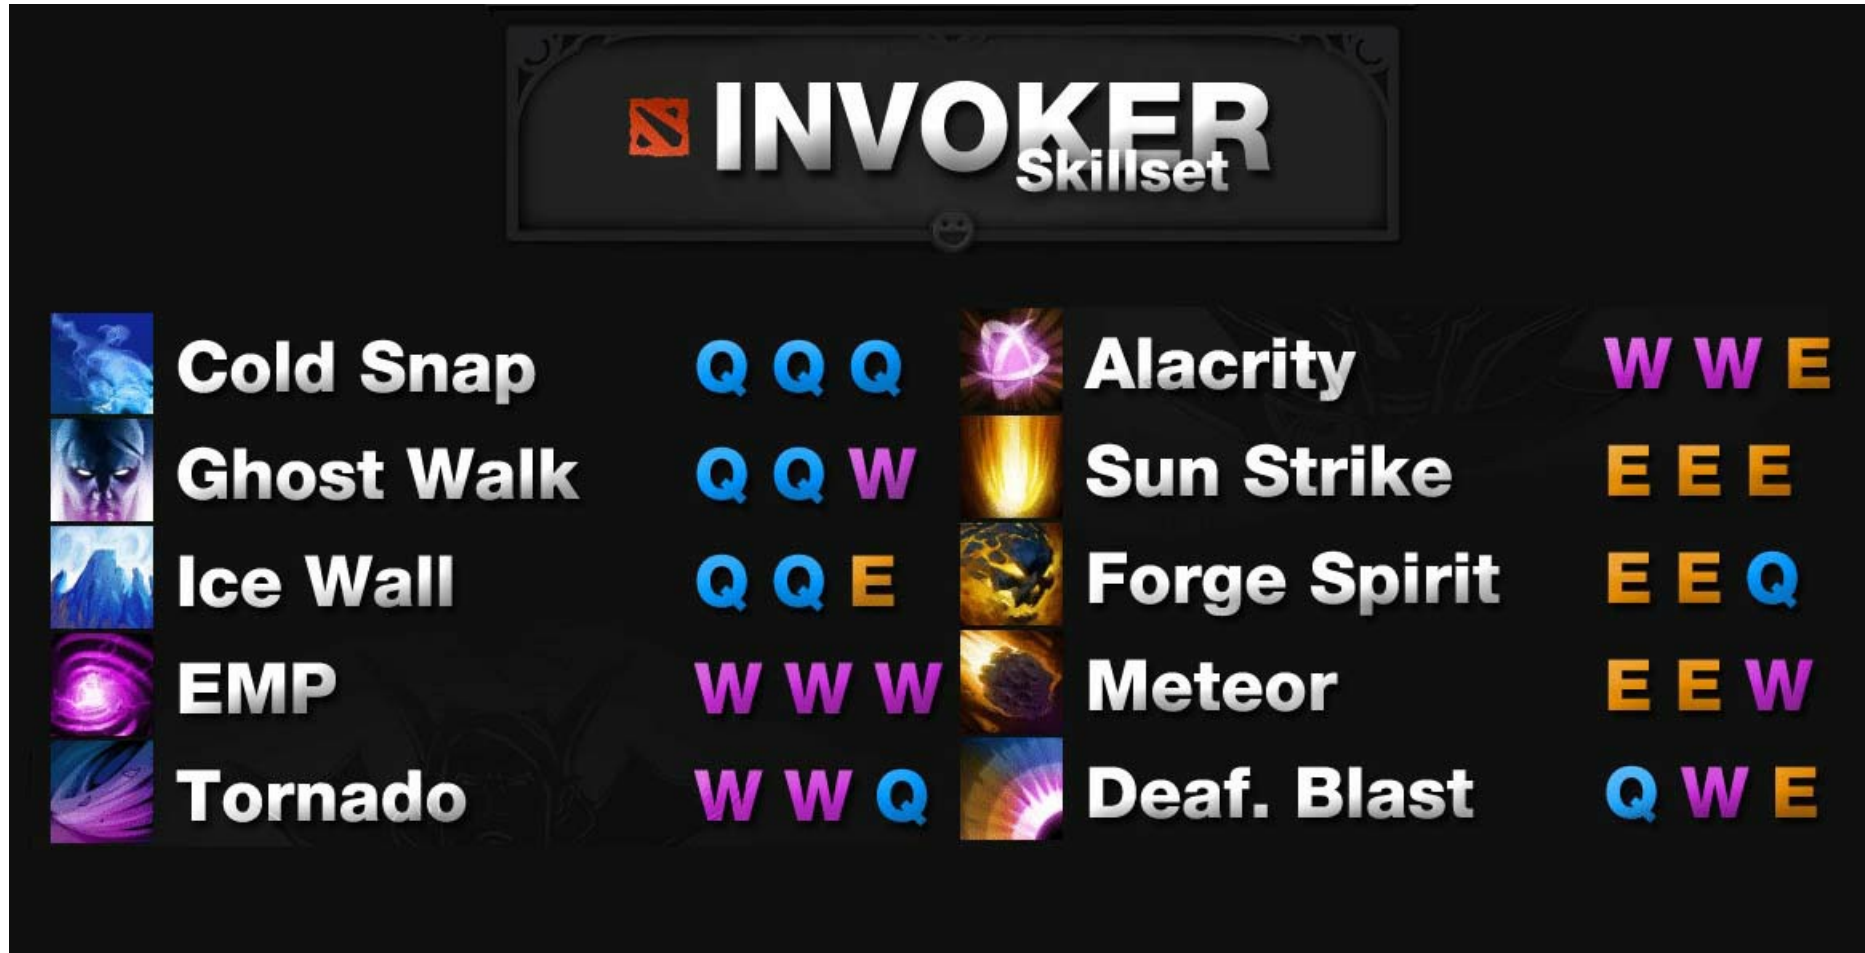 INVOKER
Skillset
Cold Snap Q Q Q
Ghost Walk Q Q W
Ice Wall Q Q E
EMP W W W
Tornado W W Q
Alacrity W W E
Sun Strike E E E
Forge Spirit E E Q
Meteor E E W
Deaf. Blast Q W E